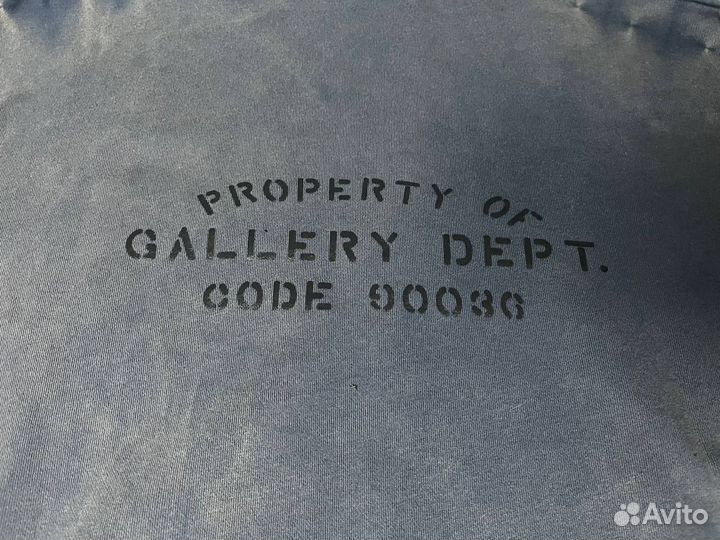 PROPERTY OF
GALLERY DEPT.
CODE 90036
Avito